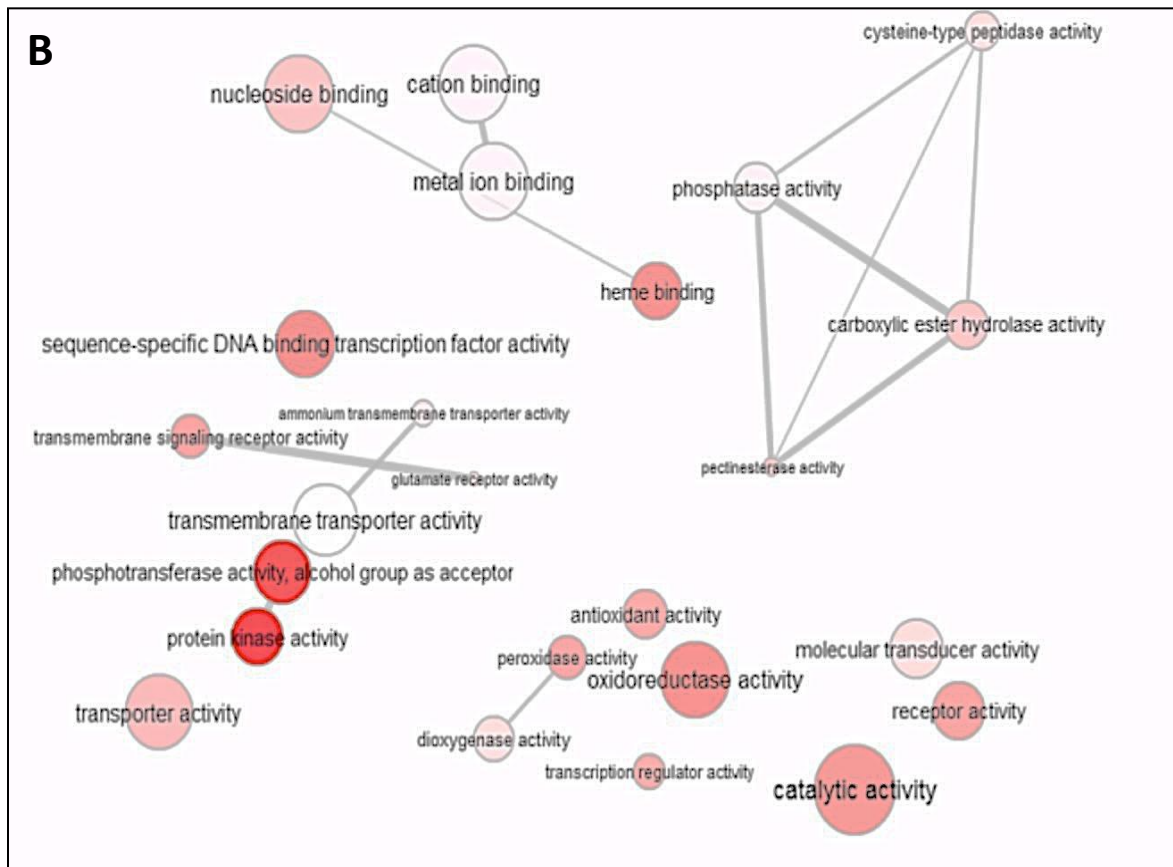 B
cysteine-type peptidase activity
nucleoside binding
cation binding
metal ion binding
phosphatase activity
heme binding
carboxylic ester hydrolase activity
sequence-specific DNA binding transcription factor activity
ammonium transmembrane transporter activity
transmembrane signaling receptor activity
glutamate receptor activity
pectinesterase activity
transmembrane transporter activity
phosphotransferase activity, alcohol group as acceptor
protein kinase activity
antioxidant activity
peroxidase activity
oxidoreductase activity
molecular transducer activity
transporter activity
receptor activity
dioxygenase activity
transcription regulator activity
catalytic activity